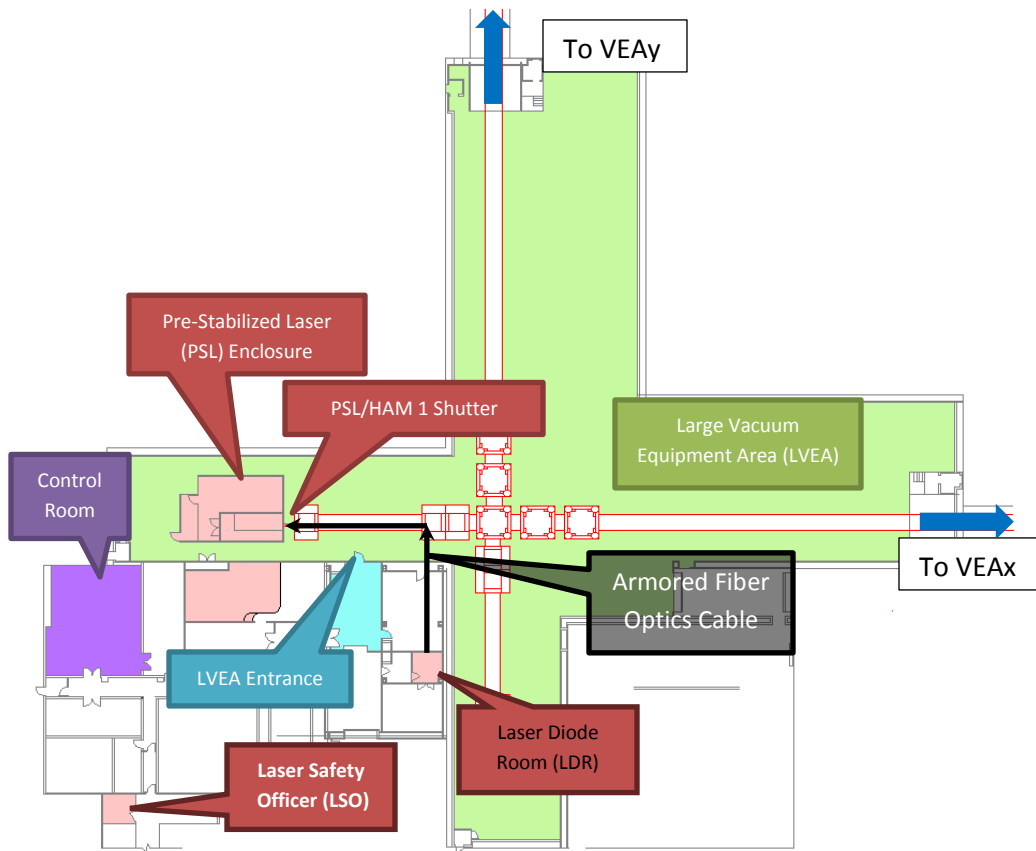 To VEAy
Pre-Stabilized Laser
(PSL) Enclosure
PSL/HAM 1 Shutter
Large Vacuum
Equipment Area (LVEA)
Control
Room
To VEAx
Armored Fiber
Optics Cable
LVEA Entrance
Laser Diode
Room (LDR)
Laser Safety
Officer (LSO)